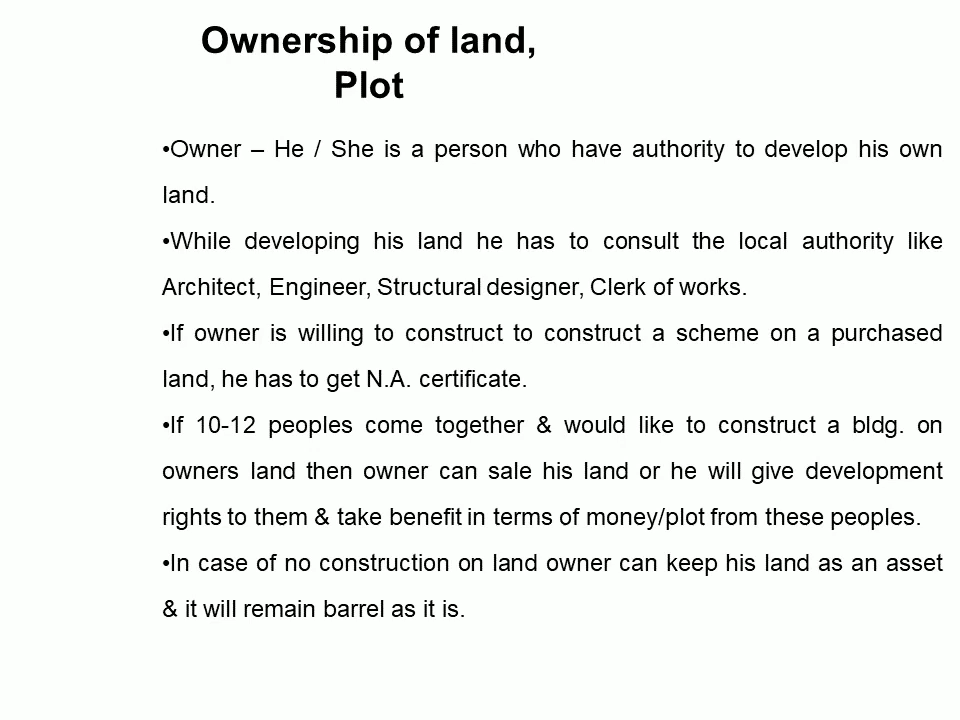 Ownership of land,
Plot
•Owner – He / She is a person who have authority to develop his own
land.
•While developing his land he has to consult the local authority like
Architect, Engineer, Structural designer, Clerk of works.
•If owner is willing to construct to construct a scheme on a purchased
land, he has to get N.A. certificate.
•If 10-12 peoples come together & would like to construct a bldg. on
owners land then owner can sale his land or he will give development
rights to them & take benefit in terms of money/plot from these peoples.
•In case of no construction on land owner can keep his land as an asset
& it will remain barrel as it is.